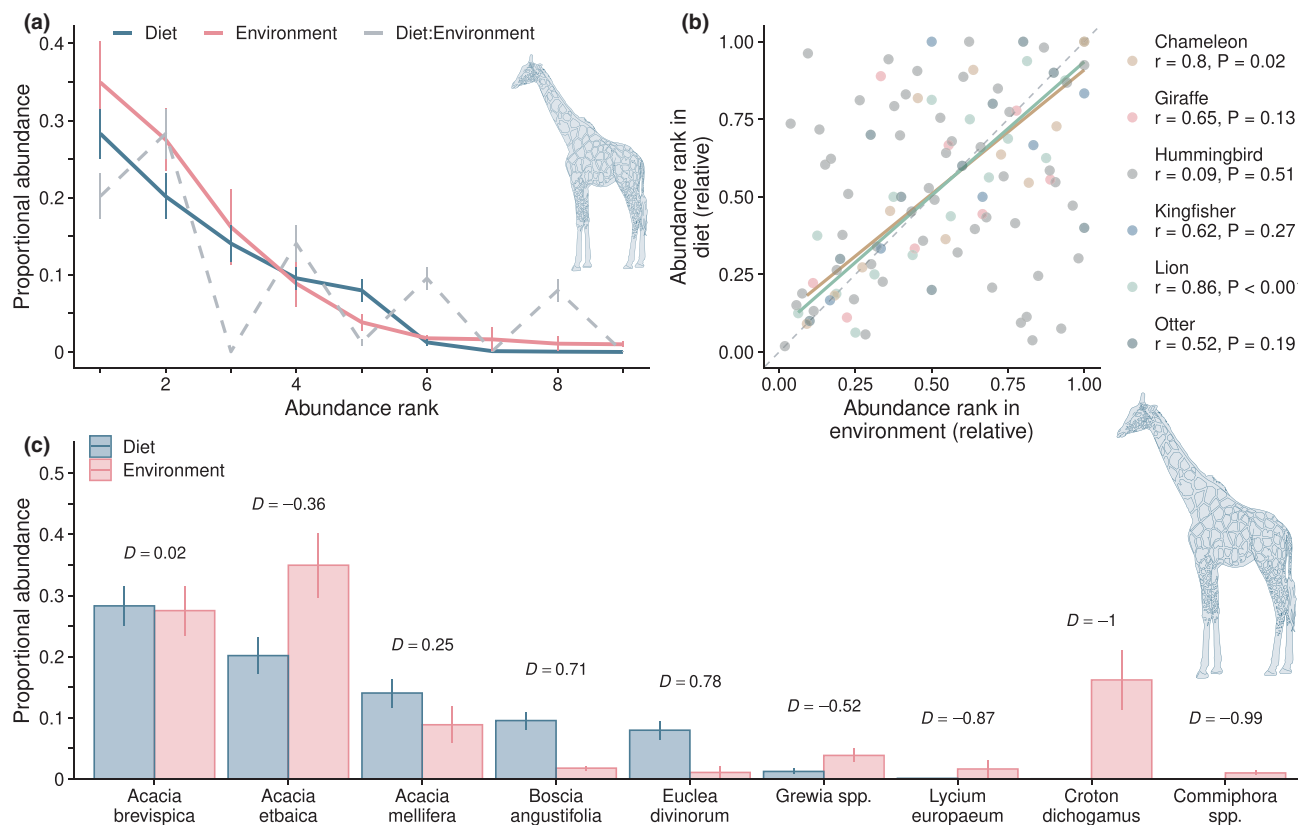 (a)
Diet Environment Diet:Environment
0.4
0.3
0.2
0.1
0
Proportional abundance
2 4 6 8
Abundance rank
(b)
1.00
0.75
0.50
0.25
0.00
Abundance rank in
diet (relative)
0.00 0.25 0.50 0.75 1.00
Abundance rank in
environment (relative)
Chameleon
r = 0.8, P = 0.02
Giraffe
r = 0.65, P = 0.13
Hummingbird
r = 0.09, P = 0.51
Kingfisher
r = 0.62, P = 0.27
Lion
r = 0.86, P < 0.00
Otter
r = 0.52, P = 0.19
(c)
Diet
Environment
0.5
0.4
0.3
0.2
0.1
0
Proportional abundance
D = 0.02
D = −0.36
D = 0.25
D = 0.71
D = 0.78
D = −0.52
D = −0.87
D = −1
D = −0.99
Acacia
brevispica
Acacia
etbaica
Acacia
mellifera
Boscia
angustifolia
Euclea
divinorum
Grewia spp.
Lycium
europaeum
Croton
dichogamus
Commiphora
spp.